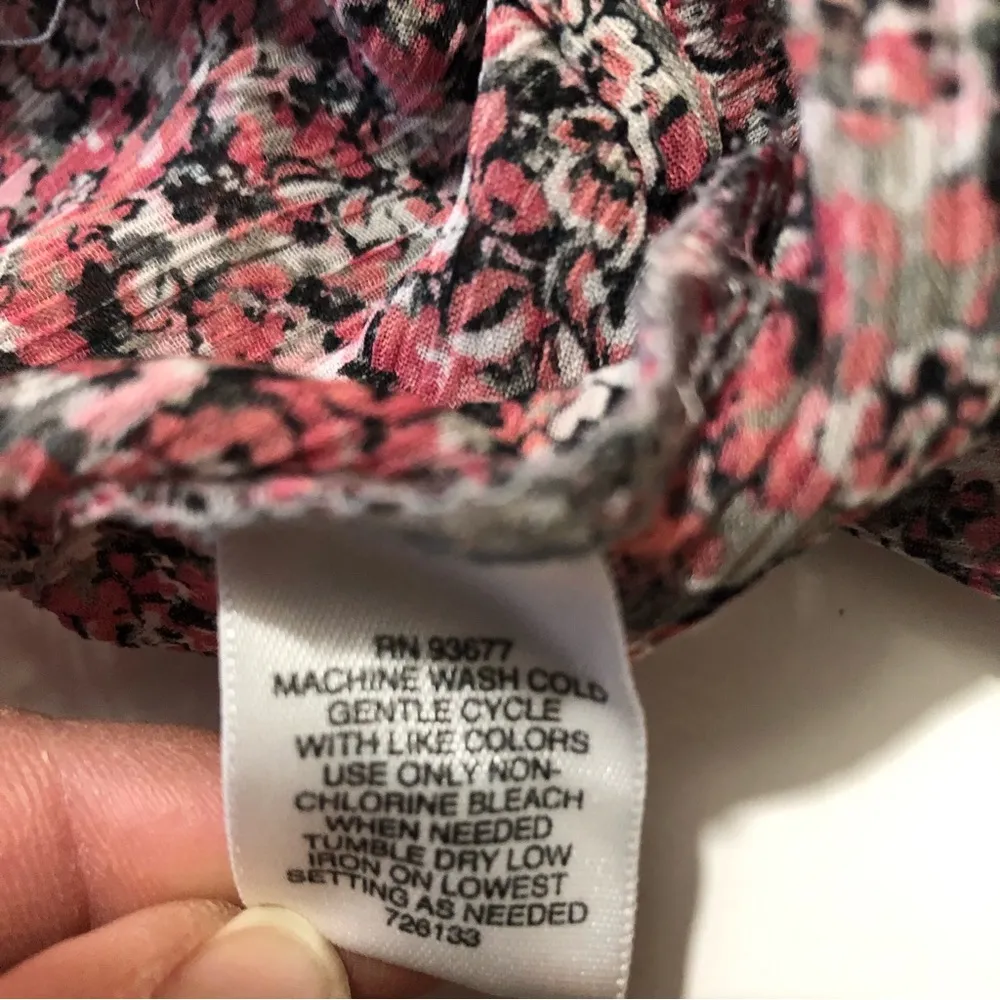 RN 93677
MACHINE WASH COLD
GENTLE CYCLE
WITH LIKE COLORS
USE ONLY NON-
CHLORINE BLEACH
WHEN NEEDED
TUMBLE DRY LOW
IRON ON LOWEST
SETTING AS NEEDED
726133